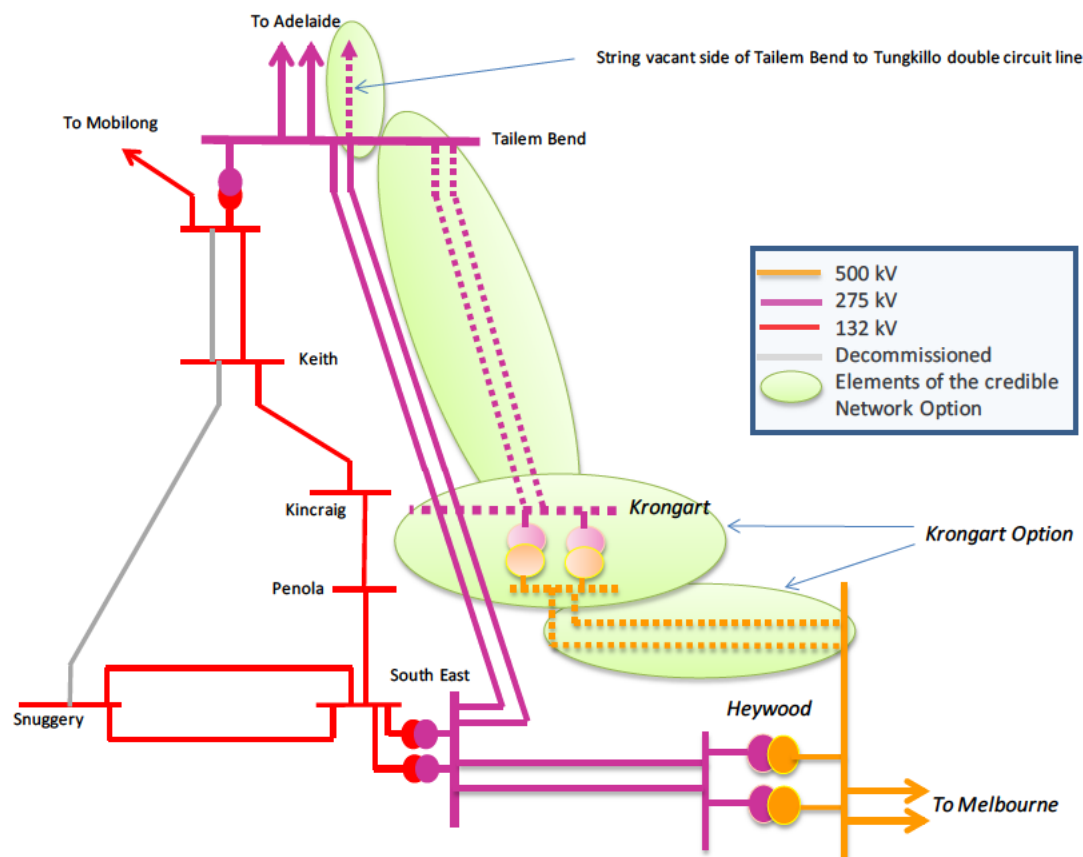 To Adelaide
String vacant side of Tailem Bend to Tungkillo double circuit line
To Mobilong
Tailem Bend
500 kV
275 kV
132 kV
Decommissioned
Elements of the credible
Network Option
Keith
Kincraig
Krongart
Krongart Option
Penola
South East
Snuggery
Heywood
To Melbourne